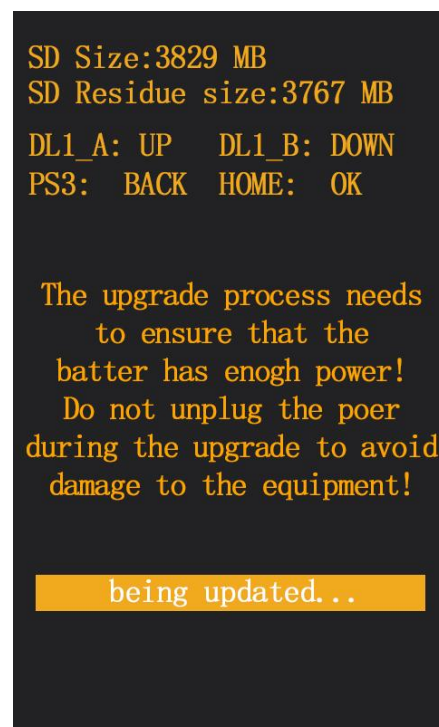 SD Size:3829 MB
SD Residue size:3767 MB
DL1_A: UP DL1_B: DOWN
PS3: BACK HOME: OK
The upgrade process needs
to ensure that the
batter has enogh power!
Do not unplug the poer
during the upgrade to avoid
damage to the equipment!
being updated...